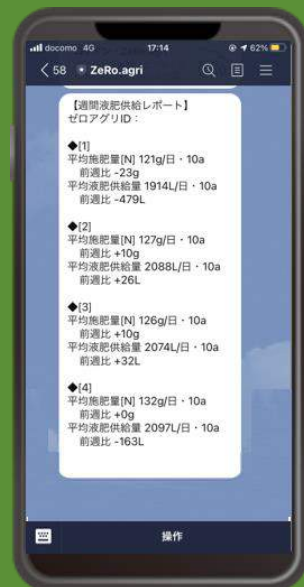 docomo 4G 17:14 62%
58 ZeRo.agri
【週間液肥供給レポート】
ゼロアグリID：
◆[1]
平均施肥量[N] 121g/日・10a
前週比 -23g
平均液肥供給量 1914L/日・10a
前週比 -479L
◆[2]
平均施肥量[N] 127g/日・10a
前週比 +10g
平均液肥供給量 2088L/日・10a
前週比 +26L
◆[3]
平均施肥量[N] 126g/日・10a
前週比 +10g
平均液肥供給量 2074L/日・10a
前週比 +32L
◆[4]
平均施肥量[N] 132g/日・10a
前週比 +0g
平均液肥供給量 2097L/日・10a
前週比 -163L
操作